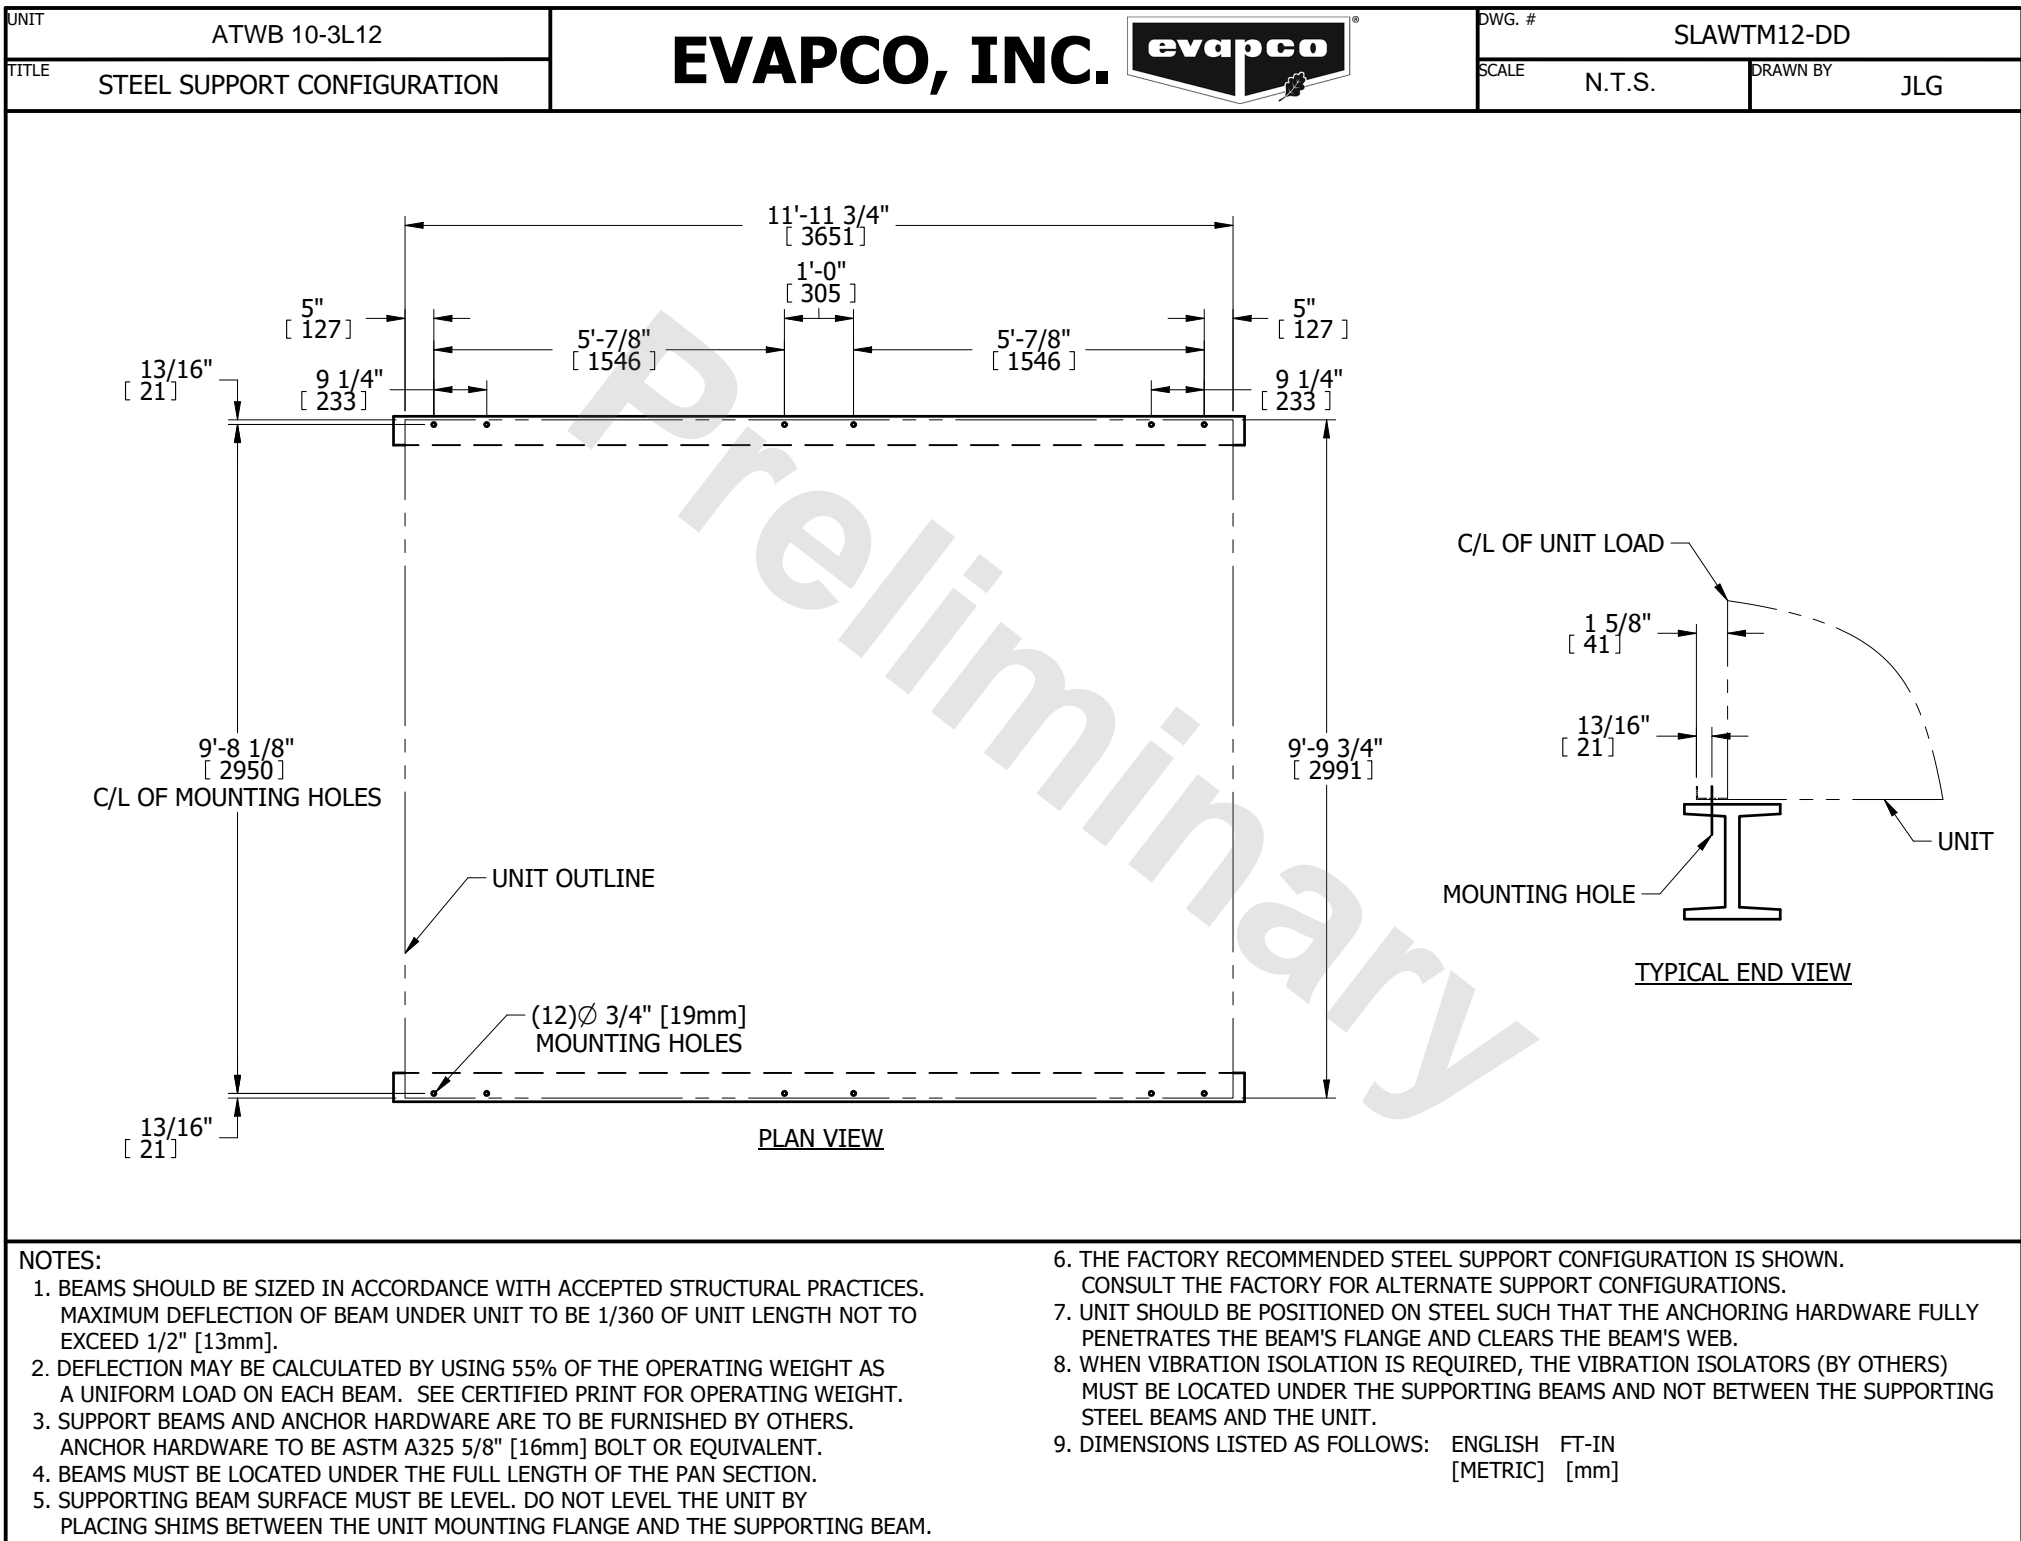 UNIT
ATWB 10-3L12
TITLE
STEEL SUPPORT CONFIGURATION
EVAPCO, INC.
evapco
®
DWG. #
SLAWTM12-DD
SCALE
N.T.S.
DRAWN BY
JLG
11'-11 3/4"
[ 3651]
1'-0"
[ 305 ]
5"
[ 127]
5"
[ 127 ]
5'-7/8"
[ 1546 ]
5'-7/8"
[ 1546 ]
13/16"
[ 21]
9 1/4"
[ 233]
9 1/4"
[ 233 ]
Preliminary
C/L OF UNIT LOAD
1 5/8"
[ 41]
13/16"
[ 21]
9'-8 1/8"
[ 2950]
C/L OF MOUNTING HOLES
9'-9 3/4"
[ 2991]
UNIT
UNIT OUTLINE
MOUNTING HOLE
TYPICAL END VIEW
(12)∅ 3/4" [19mm]
MOUNTING HOLES
13/16"
[ 21]
PLAN VIEW
NOTES:
1. BEAMS SHOULD BE SIZED IN ACCORDANCE WITH ACCEPTED STRUCTURAL PRACTICES.
MAXIMUM DEFLECTION OF BEAM UNDER UNIT TO BE 1/360 OF UNIT LENGTH NOT TO
EXCEED 1/2" [13mm].
2. DEFLECTION MAY BE CALCULATED BY USING 55% OF THE OPERATING WEIGHT AS
A UNIFORM LOAD ON EACH BEAM. SEE CERTIFIED PRINT FOR OPERATING WEIGHT.
3. SUPPORT BEAMS AND ANCHOR HARDWARE ARE TO BE FURNISHED BY OTHERS.
ANCHOR HARDWARE TO BE ASTM A325 5/8" [16mm] BOLT OR EQUIVALENT.
4. BEAMS MUST BE LOCATED UNDER THE FULL LENGTH OF THE PAN SECTION.
5. SUPPORTING BEAM SURFACE MUST BE LEVEL. DO NOT LEVEL THE UNIT BY
PLACING SHIMS BETWEEN THE UNIT MOUNTING FLANGE AND THE SUPPORTING BEAM.
6. THE FACTORY RECOMMENDED STEEL SUPPORT CONFIGURATION IS SHOWN.
CONSULT THE FACTORY FOR ALTERNATE SUPPORT CONFIGURATIONS.
7. UNIT SHOULD BE POSITIONED ON STEEL SUCH THAT THE ANCHORING HARDWARE FULLY
PENETRATES THE BEAM'S FLANGE AND CLEARS THE BEAM'S WEB.
8. WHEN VIBRATION ISOLATION IS REQUIRED, THE VIBRATION ISOLATORS (BY OTHERS)
MUST BE LOCATED UNDER THE SUPPORTING BEAMS AND NOT BETWEEN THE SUPPORTING
STEEL BEAMS AND THE UNIT.
9. DIMENSIONS LISTED AS FOLLOWS: ENGLISH FT-IN
[METRIC] [mm]